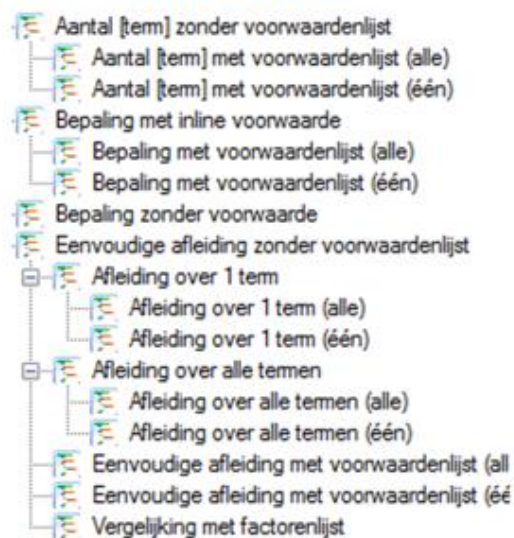 Aantal [term] zonder voorwaardenlijst
Aantal [term] met voorwaardenlijst (alle)
Aantal [term] met voorwaardenlijst (één)
Bepaling met inline voorwaarde
Bepaling met voorwaardenlijst (alle)
Bepaling met voorwaardenlijst (één)
Bepaling zonder voorwaarde
Eenvoudige afleiding zonder voorwaardenlijst
Afleiding over 1 term
Afleiding over 1 term (alle)
Afleiding over 1 term (één)
Afleiding over alle termen
Afleiding over alle termen (alle)
Afleiding over alle termen (één)
Eenvoudige afleiding met voorwaardenlijst (all
Eenvoudige afleiding met voorwaardenlijst (éé
Vergelijking met factorenlijst